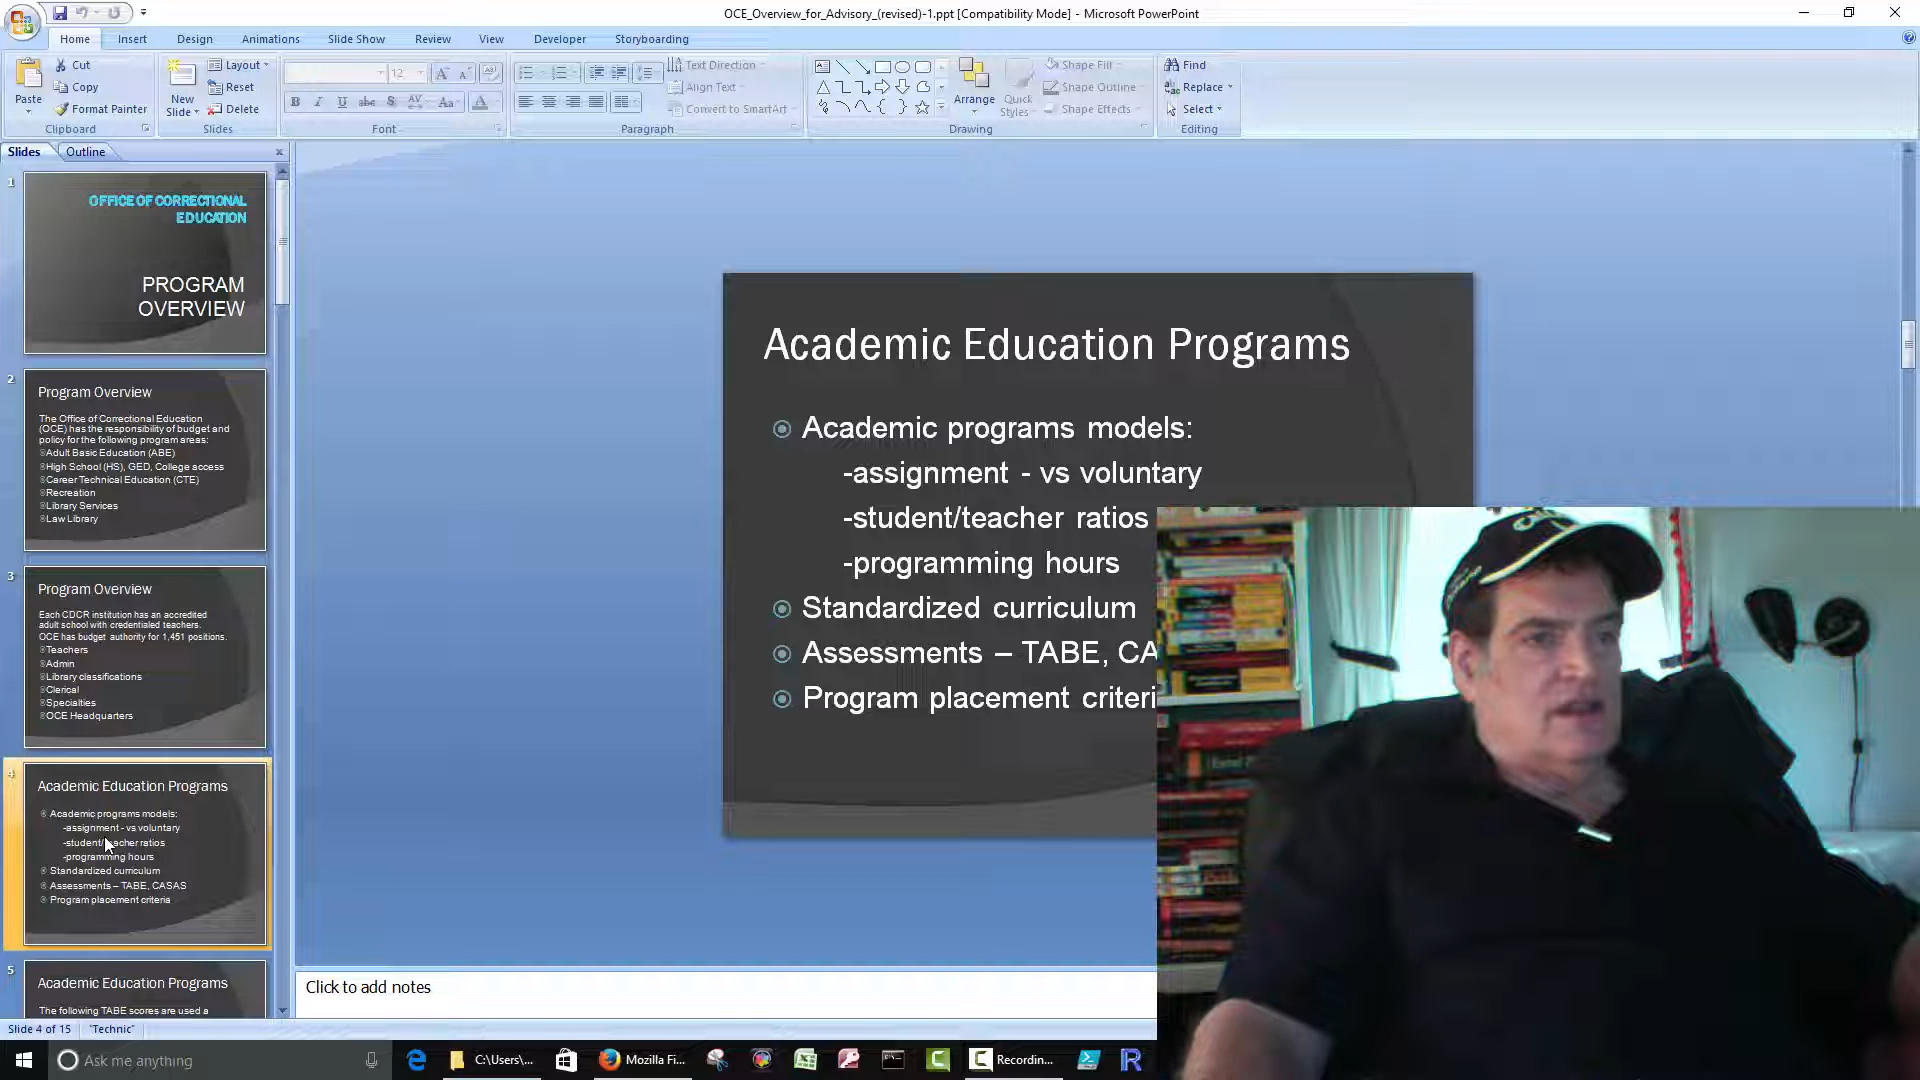 OCE_Overview_for_Advisory_(revised)-1.ppt [Compatibility Mode] - Microsoft PowerPoint
Home Insert Design Animations Slide Show Review View Developer Storyboarding
Paste
Cut
Copy
Format Painter
Clipboard
New
Slide
Layout
Reset
Delete
Slides
12
Font
Text Direction
Align Text
Convert to SmartArt
Paragraph
Arrange
Quick
Styles
Shape Fill
Shape Outline
Shape Effects
Drawing
Find
Replace
Select
Editing
Slides Outline
1
OFFICE OF CORRECTIONAL
EDUCATION
PROGRAM
OVERVIEW
2
Program Overview
The Office of Correctional Education
(OCE) has the responsibility of budget and
policy for the following program areas:
Adult Basic Education (ABE)
High School (HS), GED, College access
Career Technical Education (CTE)
Recreation
Library Services
Law Library
3
Program Overview
Each CDCR institution has an accredited
adult school with credentialed teachers.
OCE has budget authority for 1,451 positions.
Teachers
Admin
Library classifications
Clerical
Specialties
OCE Headquarters
4
Academic Education Programs
Academic programs models:
-assignment - vs voluntary
-student/teacher ratios
-programming hours
Standardized curriculum
Assessments – TABE, CASAS
Program placement criteria
5
Academic Education Programs
The following TABE scores are used a
Academic Education Programs
Academic programs models:
-assignment - vs voluntary
-student/teacher ratios
-programming hours
Standardized curriculum
Assessments – TABE, CA
Program placement criteri
Click to add notes
Slide 4 of 15 "Technic"
Ask me anything
C:\Users\...
Mozilla Fi...
Recordin...